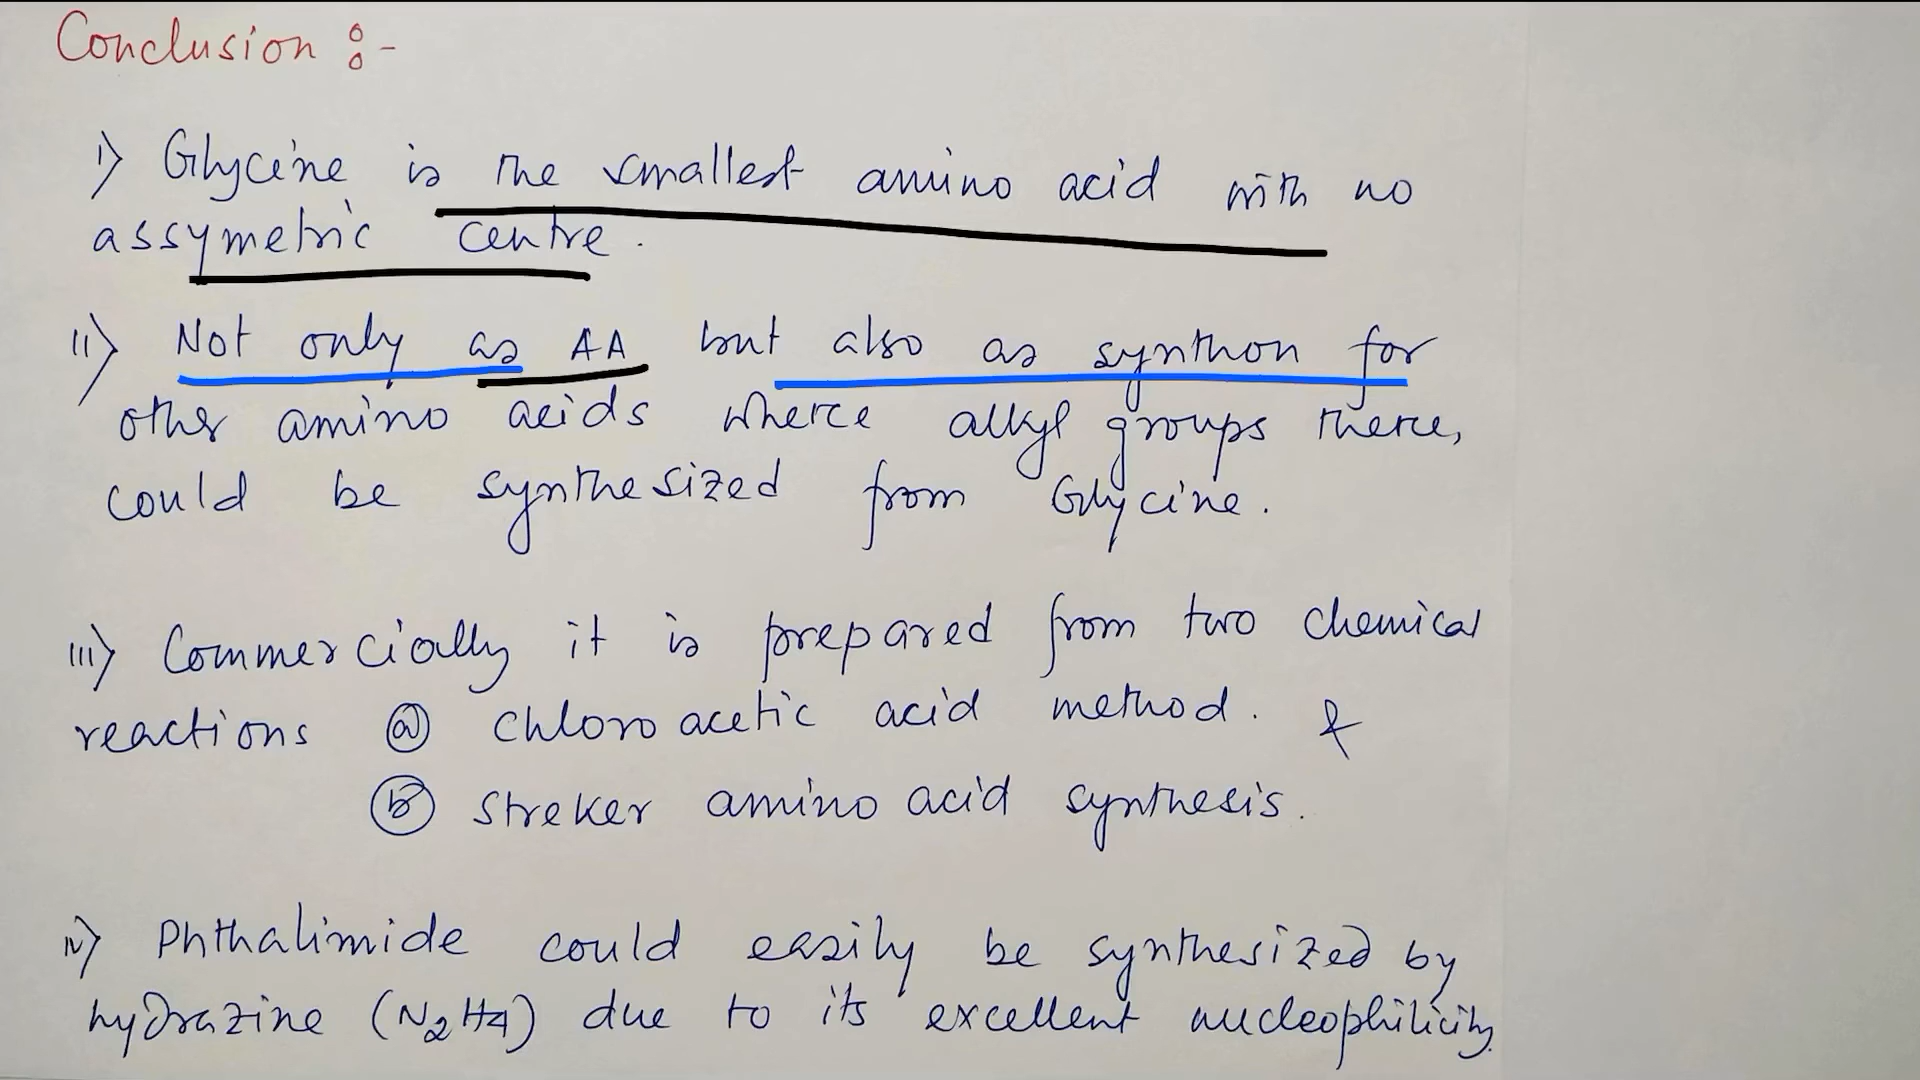 Conclusion :-
i) Glycine is the smallest amino acid with no
assymetric centre.
ii) Not only as AA but also as synthon for
other amino acids where alkyl groups there,
could be synthesized from Glycine.
iii) Commercially it is prepared from two chemical
reactions (a) chloro acetic acid method. &
(b) streker amino acid synthesis.
iv) Phthalimide could easily be synthesized by
hydrazine (N2H4) due to its excellent nucleophilicity.